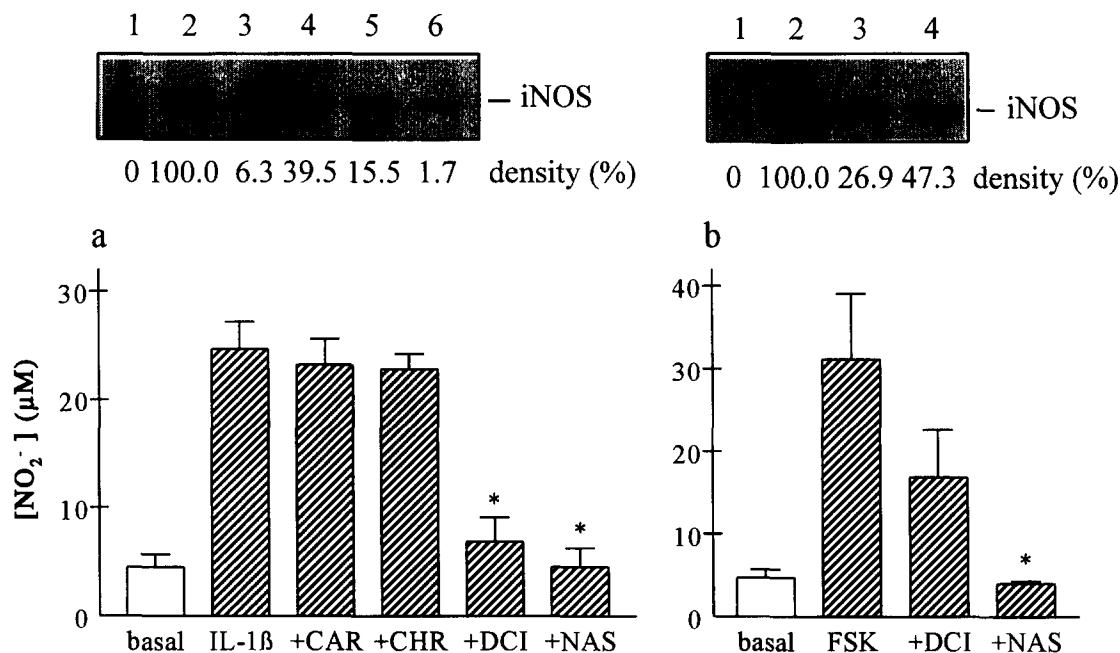 1 2 3 4 5 6
— iNOS
0 100.0 6.3 39.5 15.5 1.7 density (%)
1 2 3 4
— iNOS
0 100.0 26.9 47.3 density (%)
a
[NO₂⁻] (µM)
30
20
10
0
*
*
basal IL-1ß +CAR +CHR +DCI +NAS
b
40
30
20
10
0
*
basal FSK +DCI +NAS